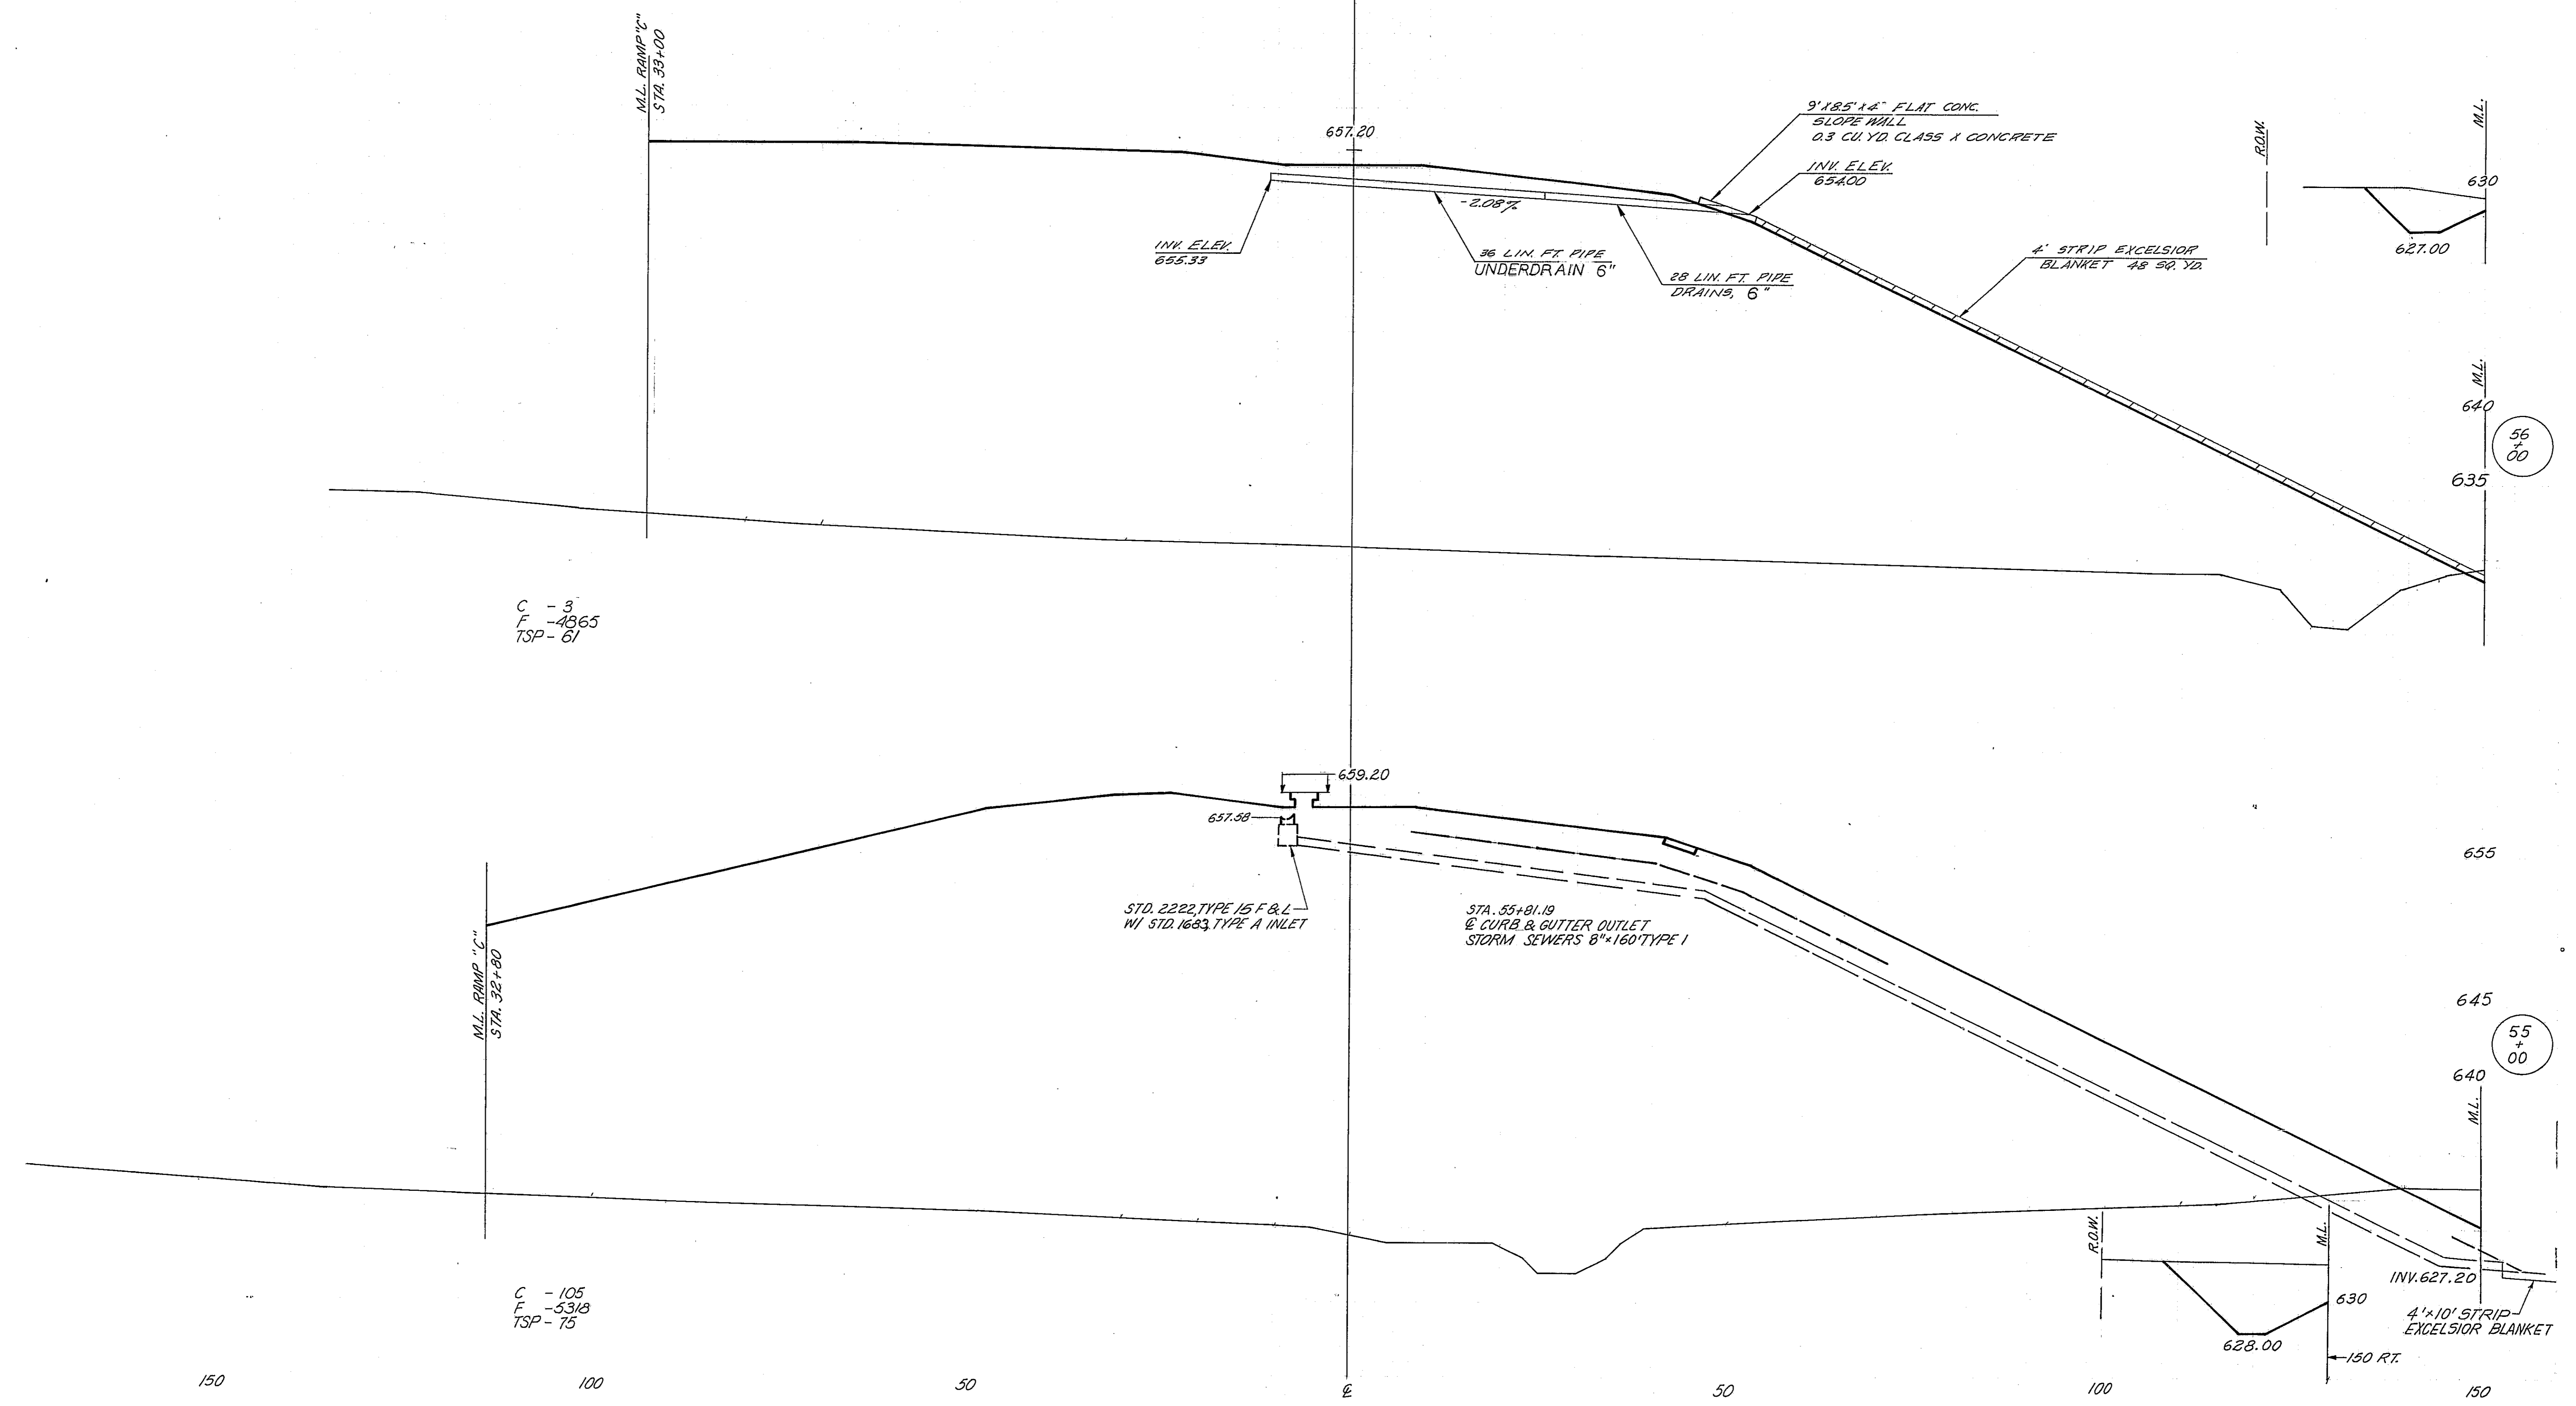 M.L. RAMP "C"
STA. 33+00
657.20
9'X8.5'X4" FLAT CONC.
SLOPE WALL
0.3 CU. YD. CLASS X CONCRETE
INV. ELEV.
654.00
R.O.W.
M.L.
630
627.00
INV. ELEV.
655.33
-2.08%
36 LIN. FT. PIPE
UNDERDRAIN 6"
28 LIN. FT. PIPE
DRAINS, 6"
4' STRIP EXCELSIOR
BLANKET 48 SQ. YD.
M.L.
640
56
+
00
635
C - 3
F -4865
TSP - 61
659.20
657.58
655
STD. 2222, TYPE 15 F & L
W/ STD. 1683, TYPE A INLET
STA. 55+81.19
℄ CURB & GUTTER OUTLET
STORM SEWERS 8"×160' TYPE 1
M.L. RAMP "C"
STA. 32+80
645
55
+
00
640
M.L.
R.O.W.
M.L.
INV. 627.20
630
4'×10' STRIP
EXCELSIOR BLANKET
628.00
150 RT.
C - 105
F -5318
TSP - 75
150 100 50 ℄ 50 100 150